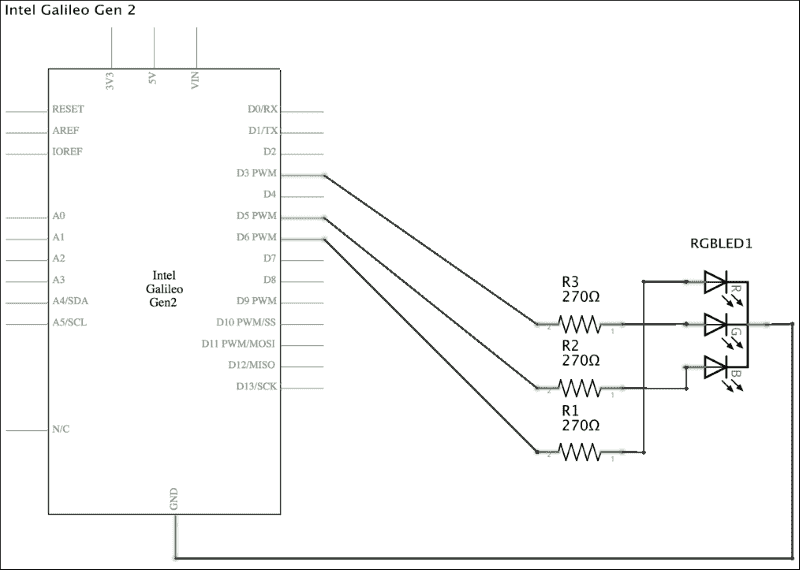 Intel Galileo Gen 2
3V3
5V
VIN
RESET
AREF
IOREF
A0
A1
A2
A3
A4/SDA
A5/SCL
N/C
D0/RX
D1/TX
D2
D3 PWM
D4
D5 PWM
D6 PWM
D7
D8
D9 PWM
D10 PWM/SS
D11 PWM/MOSI
D12/MISO
D13/SCK
Intel
Galileo
Gen2
GND
R3
270Ω
2
1
R2
270Ω
2
1
R1
270Ω
2
1
RGBLED1
R
G
B